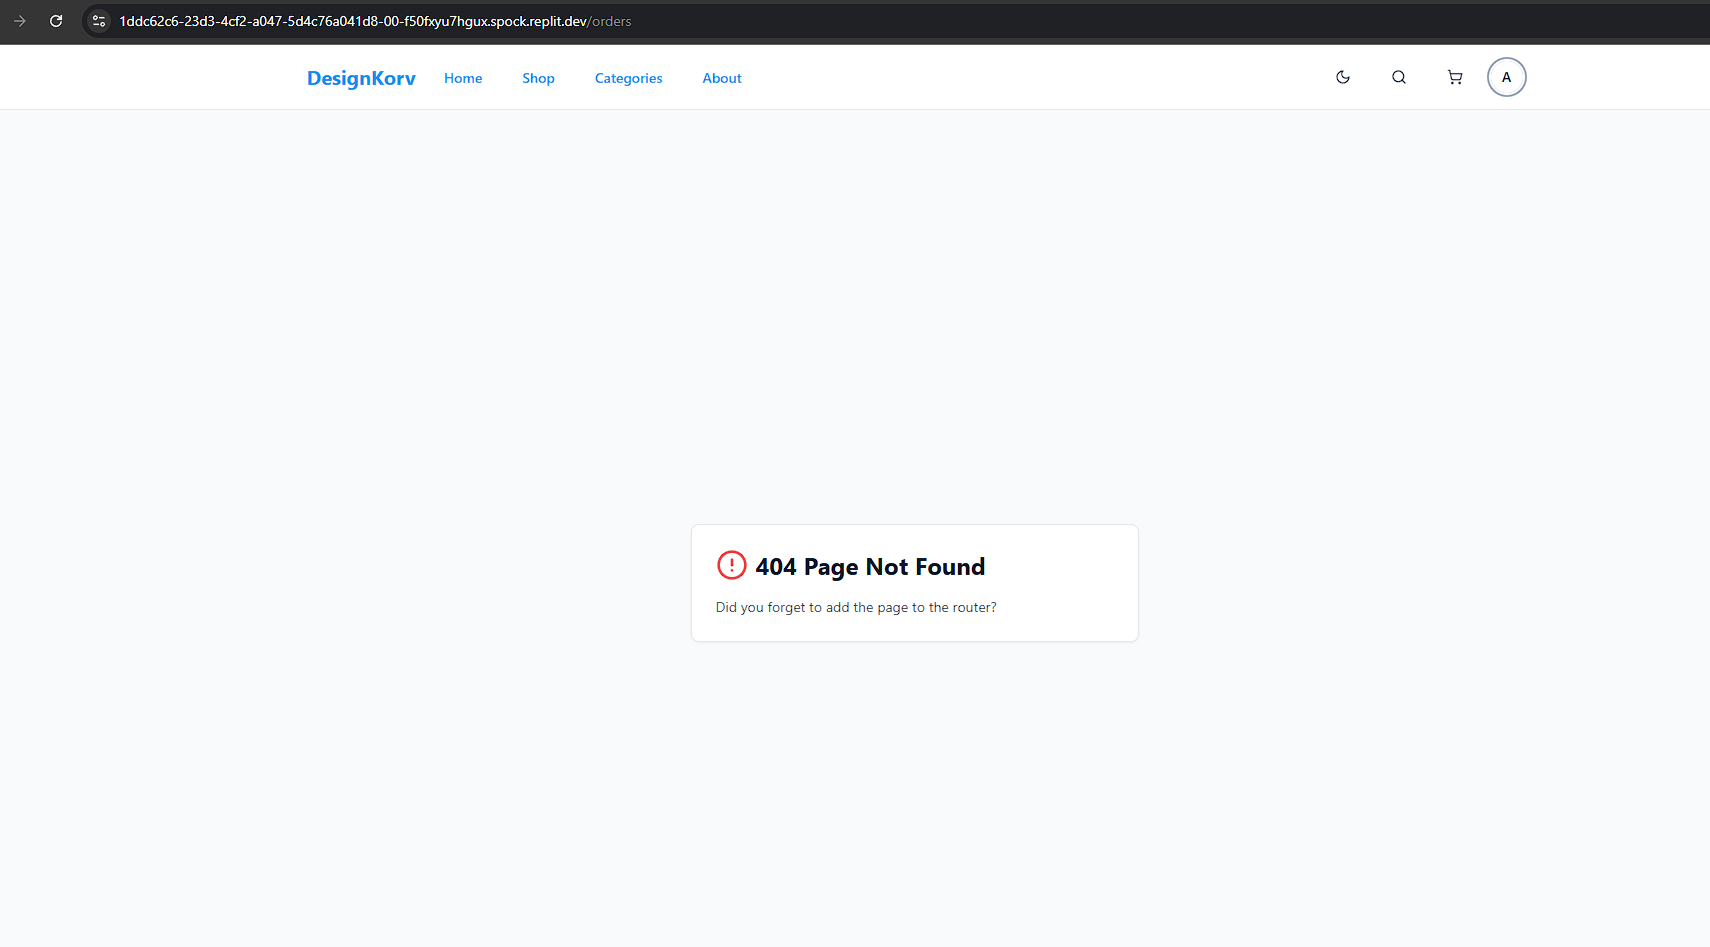 1ddc62c6-23d3-4cf2-a047-5d4c76a041d8-00-f50fxyu7hgux.spock.replit.dev/orders
DesignKorv Home Shop Categories About A
404 Page Not Found
Did you forget to add the page to the router?